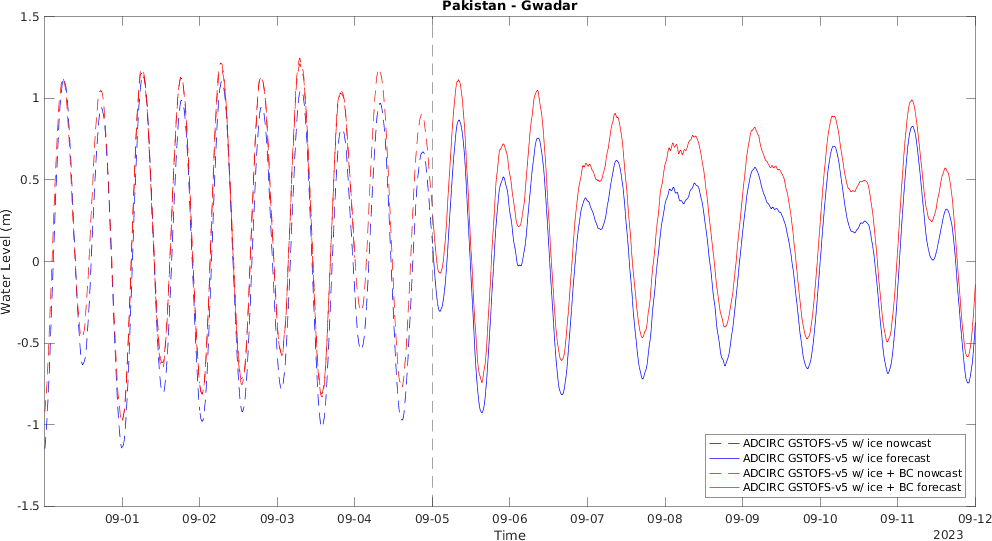 Pakistan - Gwadar
1.5
1
0.5
0
-0.5
-1
-1.5
Water Level (m)
09-01 09-02 09-03 09-04 09-05 09-06 09-07 09-08 09-09 09-10 09-11 09-12
Time
2023
ADCIRC GSTOFS-v5 w/ ice nowcast
ADCIRC GSTOFS-v5 w/ ice forecast
ADCIRC GSTOFS-v5 w/ ice + BC nowcast
ADCIRC GSTOFS-v5 w/ ice + BC forecast